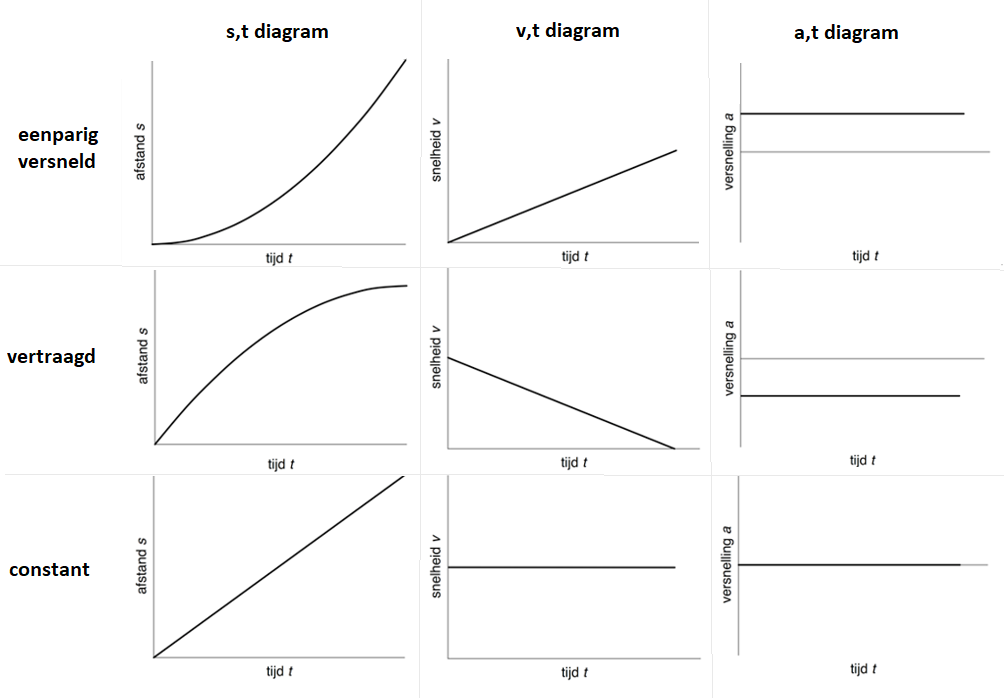 s,t diagram
v,t diagram
a,t diagram
eenparig
versneld
afstand s
tijd t
snelheid v
tijd t
versnelling a
tijd t
vertraagd
afstand s
tijd t
snelheid v
tijd t
versnelling a
tijd t
constant
afstand s
tijd t
snelheid v
tijd t
versnelling a
tijd t